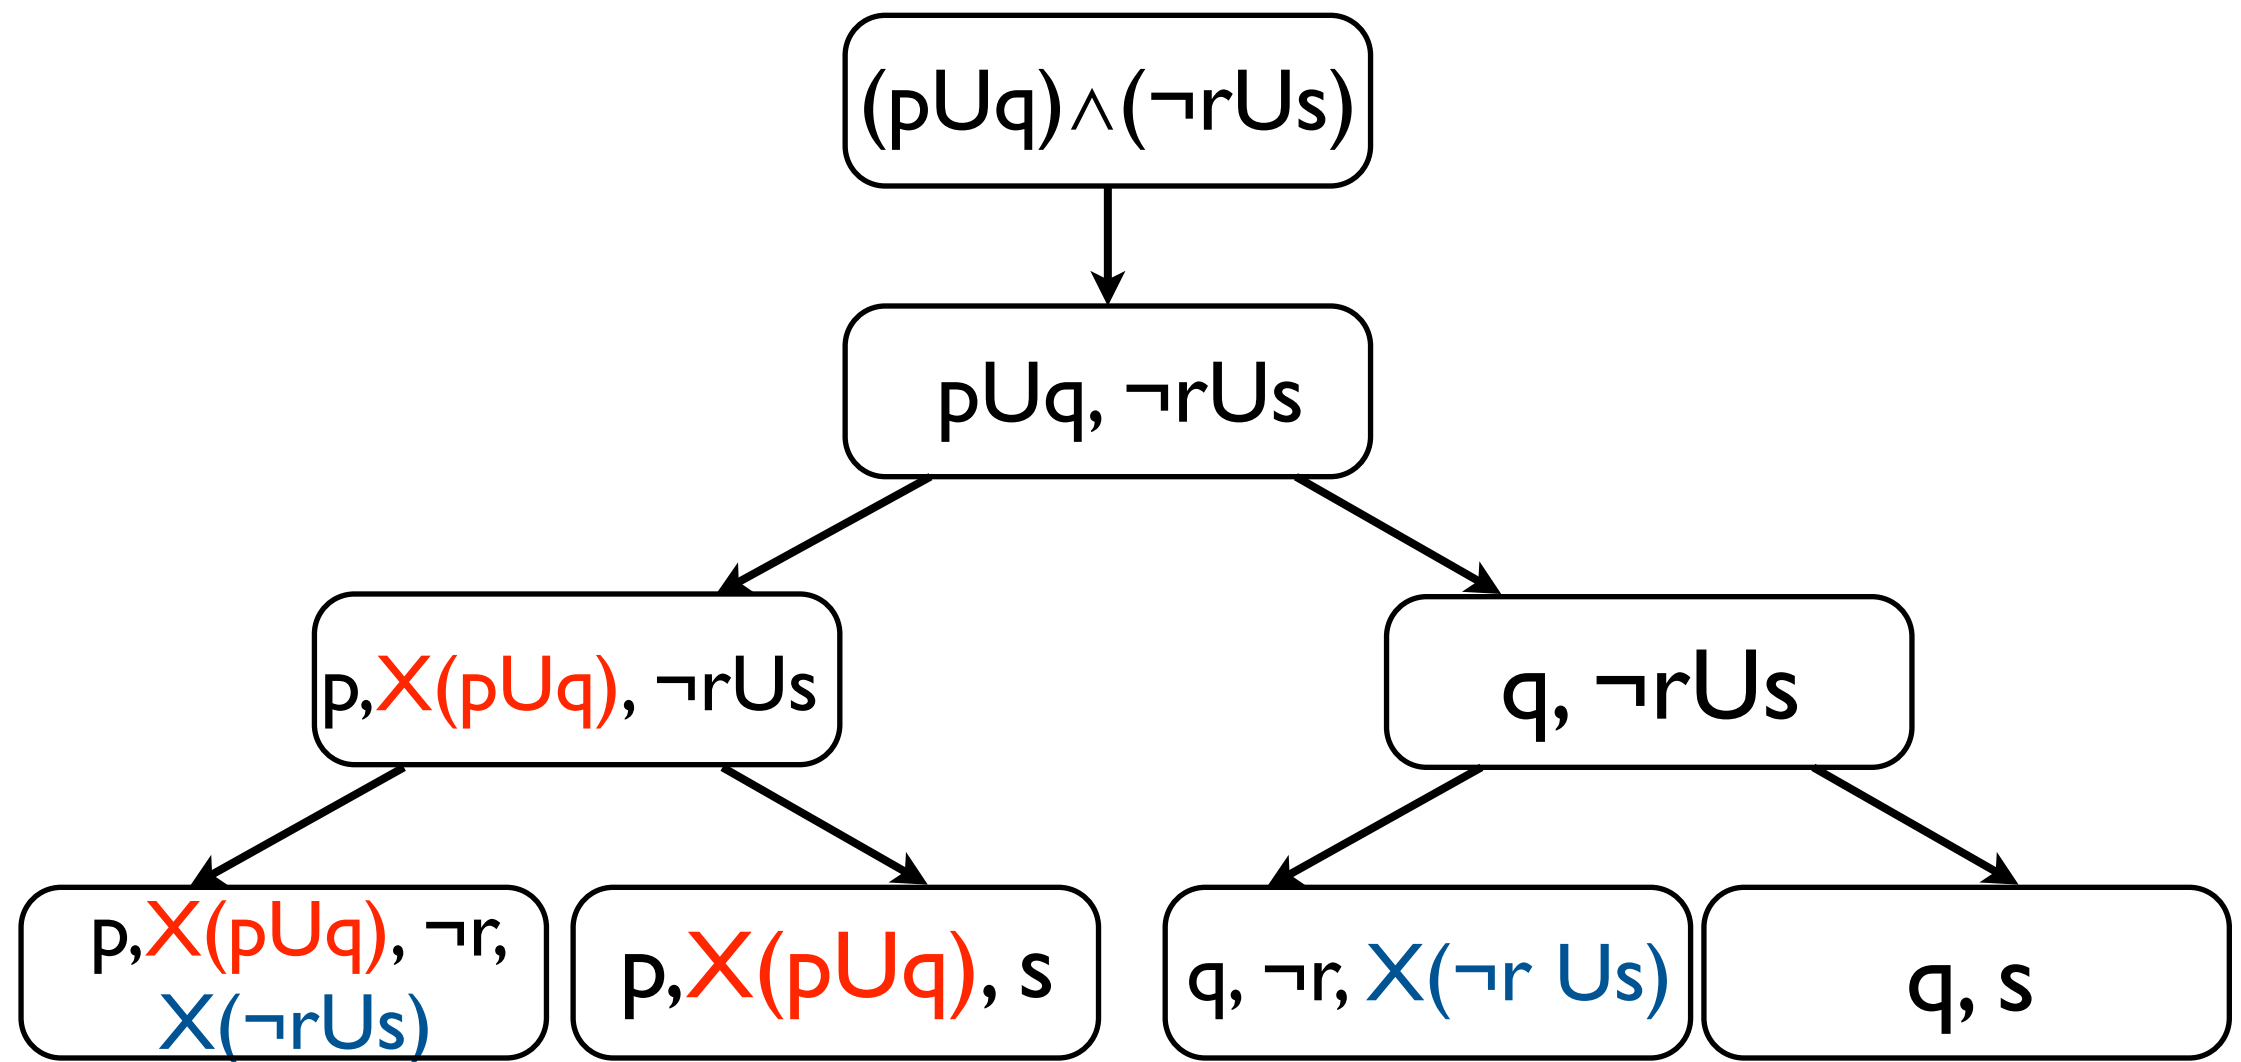 (pUq)∧(¬rUs)
pUq, ¬rUs
p,X(pUq), ¬rUs
q, ¬rUs
p,X(pUq), ¬r,
X(¬rUs)
p,X(pUq), s
q, ¬r, X(¬r Us)
q, s